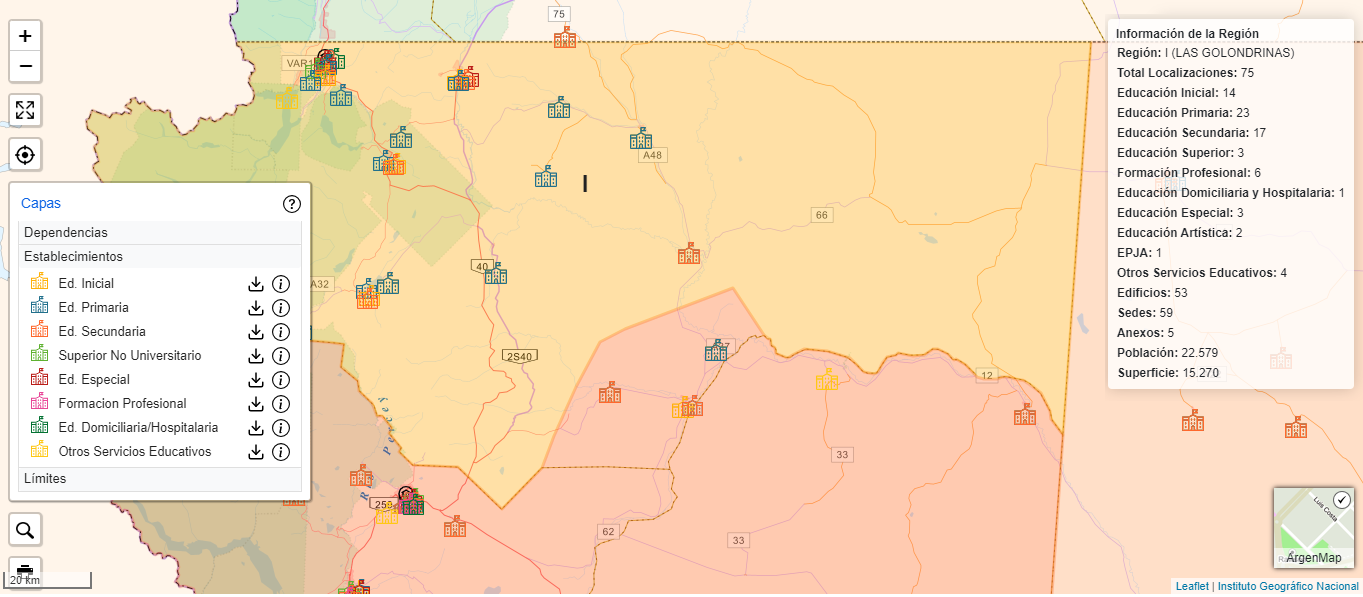 75
+
−
VAR1
A48
I
66
40
A32
2S40
7
12
33
259
62
33
Río Percey
Capas
?
Dependencias
Establecimientos
Ed. Inicial
Ed. Primaria
Ed. Secundaria
Superior No Universitario
Ed. Especial
Formacion Profesional
Ed. Domiciliaria/Hospitalaria
Otros Servicios Educativos
Límites
20 km
Información de la Región
Región: I (LAS GOLONDRINAS)
Total Localizaciones: 75
Educación Inicial: 14
Educación Primaria: 23
Educación Secundaria: 17
Educación Superior: 3
Formación Profesional: 6
Educación Domiciliaria y Hospitalaria: 1
Educación Especial: 3
Educación Artística: 2
EPJA: 1
Otros Servicios Educativos: 4
Edificios: 53
Sedes: 59
Anexos: 5
Población: 22.579
Superficie: 15.270
Luis Costa
ArgenMap
Leaflet | Instituto Geográfico Nacional